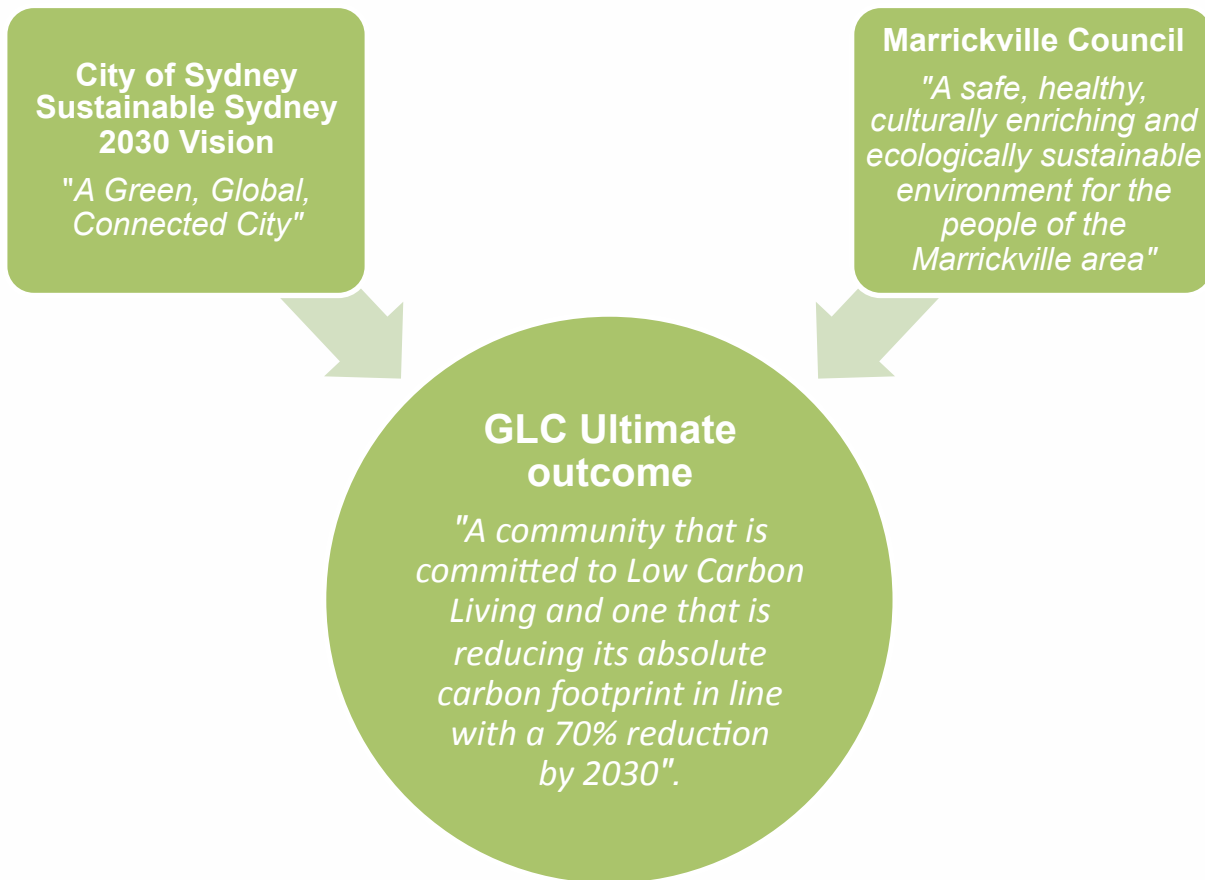 City of Sydney
Sustainable Sydney
2030 Vision
"A Green, Global,
Connected City"
Marrickville Council
"A safe, healthy,
culturally enriching and
ecologically sustainable
environment for the
people of the
Marrickville area"
GLC Ultimate
outcome
"A community that is
committed to Low Carbon
Living and one that is
reducing its absolute
carbon footprint in line
with a 70% reduction
by 2030".